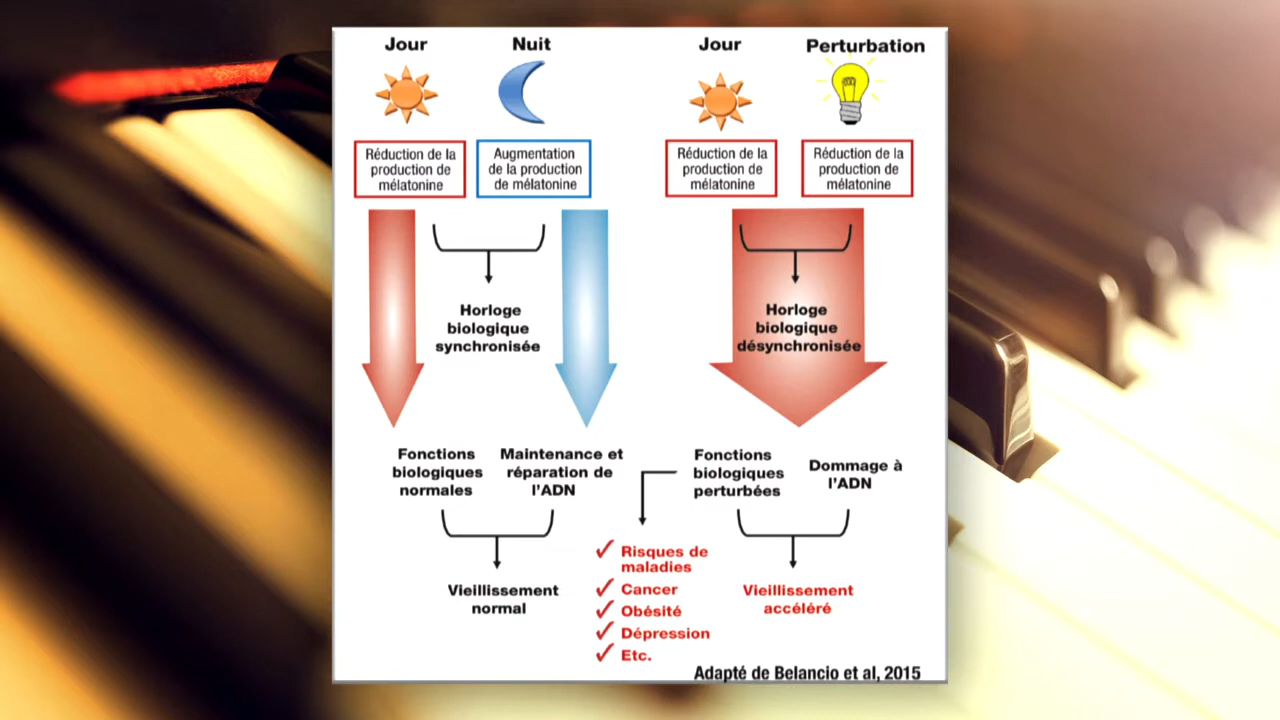 Jour
Nuit
Jour
Perturbation
Réduction de la
production de
mélatonine
Augmentation
de la production
de mélatonine
Réduction de la
production de
mélatonine
Réduction de la
production de
mélatonine
Horloge
biologique
synchronisée
Horloge
biologique
désynchronisée
Fonctions
biologiques
normales
Maintenance et
réparation de
l'ADN
Fonctions
biologiques
perturbées
Dommage à
l'ADN
Vieillissement
normal
Risques de
maladies
Cancer
Obésité
Dépression
Etc.
Vieillissement
accéléré
Adapté de Belancio et al, 2015